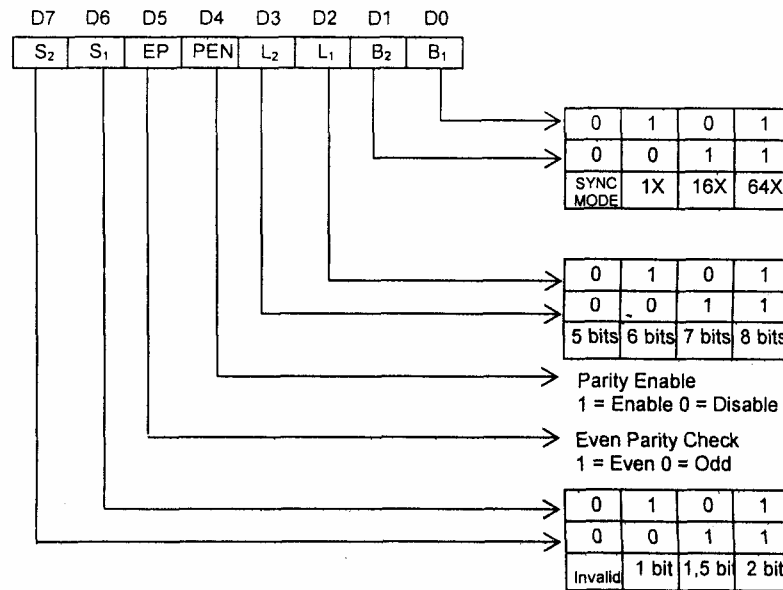 D7 D6 D5 D4 D3 D2 D1 D0
S2 S1 EP PEN L2 L1 B2 B1
0 1 0 1
0 0 1 1
SYNC MODE 1X 16X 64X
0 1 0 1
0 0 1 1
5 bits 6 bits 7 bits 8 bits
Parity Enable
1 = Enable 0 = Disable
Even Parity Check
1 = Even 0 = Odd
0 1 0 1
0 0 1 1
Invalid 1 bit 1,5 bit 2 bit